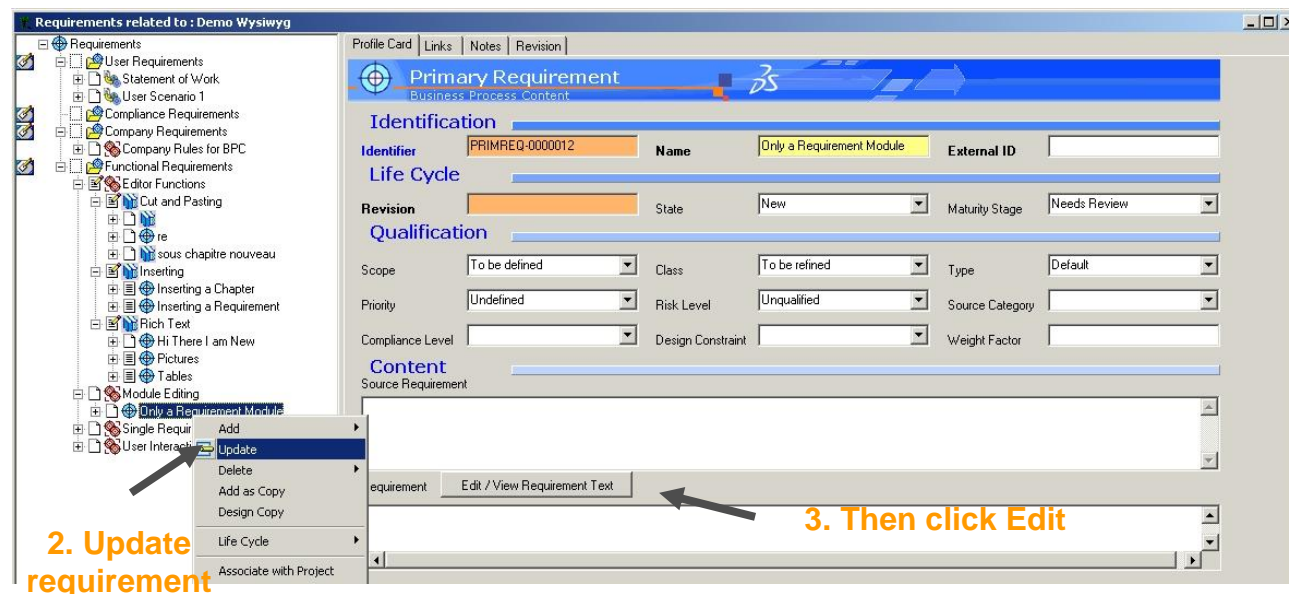 Requirements related to : Demo Wysiwyg
Requirements
User Requirements
Statement of Work
User Scenario 1
Compliance Requirements
Company Requirements
Company Rules for BPC
Functional Requirements
Editor Functions
Cut and Pasting
re
sous chapitre nouveau
Inserting
Inserting a Chapter
Inserting a Requirement
Rich Text
Hi There I am New
Pictures
Tables
Module Editing
Only a Requirement Module
Single Requir
User Interacti
Add
Update
Delete
Add as Copy
Design Copy
Life Cycle
Associate with Project
2. Update
requirement
Profile Card Links Notes Revision
Primary Requirement
Business Process Content
Identification
Identifier PRIMREQ-0000012 Name Only a Requirement Module External ID
Life Cycle
Revision State New Maturity Stage Needs Review
Qualification
Scope To be defined Class To be refined Type Default
Priority Undefined Risk Level Unqualified Source Category
Compliance Level Design Constraint Weight Factor
Content
Source Requirement
equirement Edit / View Requirement Text
3. Then click Edit